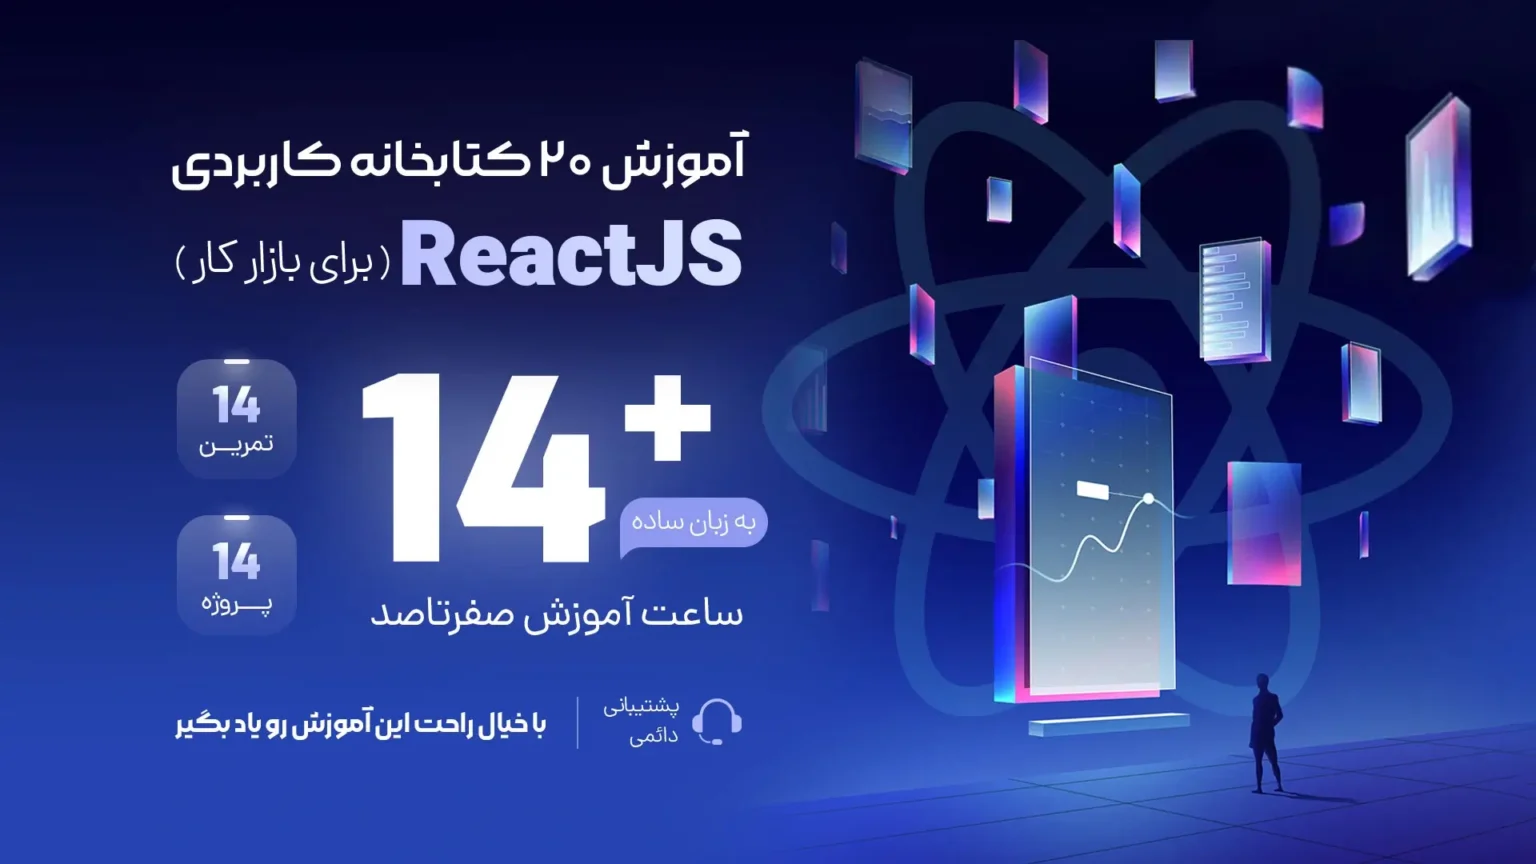 آموزش ۲۰ کتابخانه کاربردی
ReactJS (برای بازار کار)
14+
به زبان ساده
ساعت آموزش صفرتاصد
14
تمرین
14
پروژه
پشتیبانی
دائمی
با خیال راحت این آموزش رو یاد بگیر